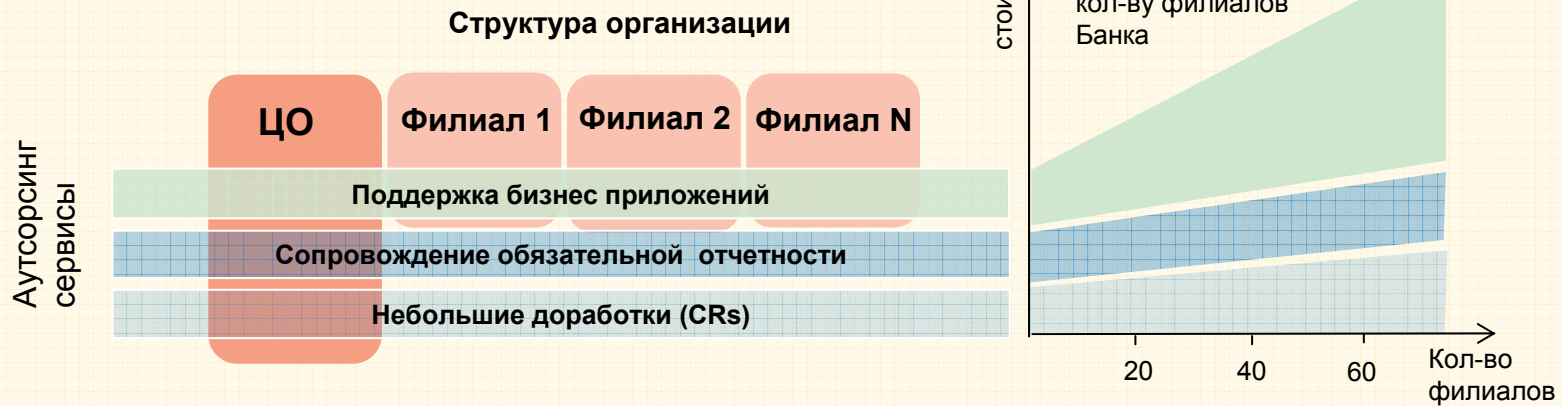 Структура организации
ЦО
Филиал 1
Филиал 2
Филиал N
Аутсорсинг
сервисы
Поддержка бизнес приложений
Сопровождение обязательной отчетности
Небольшие доработки (CRs)
кол-ву филиалов
Банка
20
40
60
Кол-во
филиалов